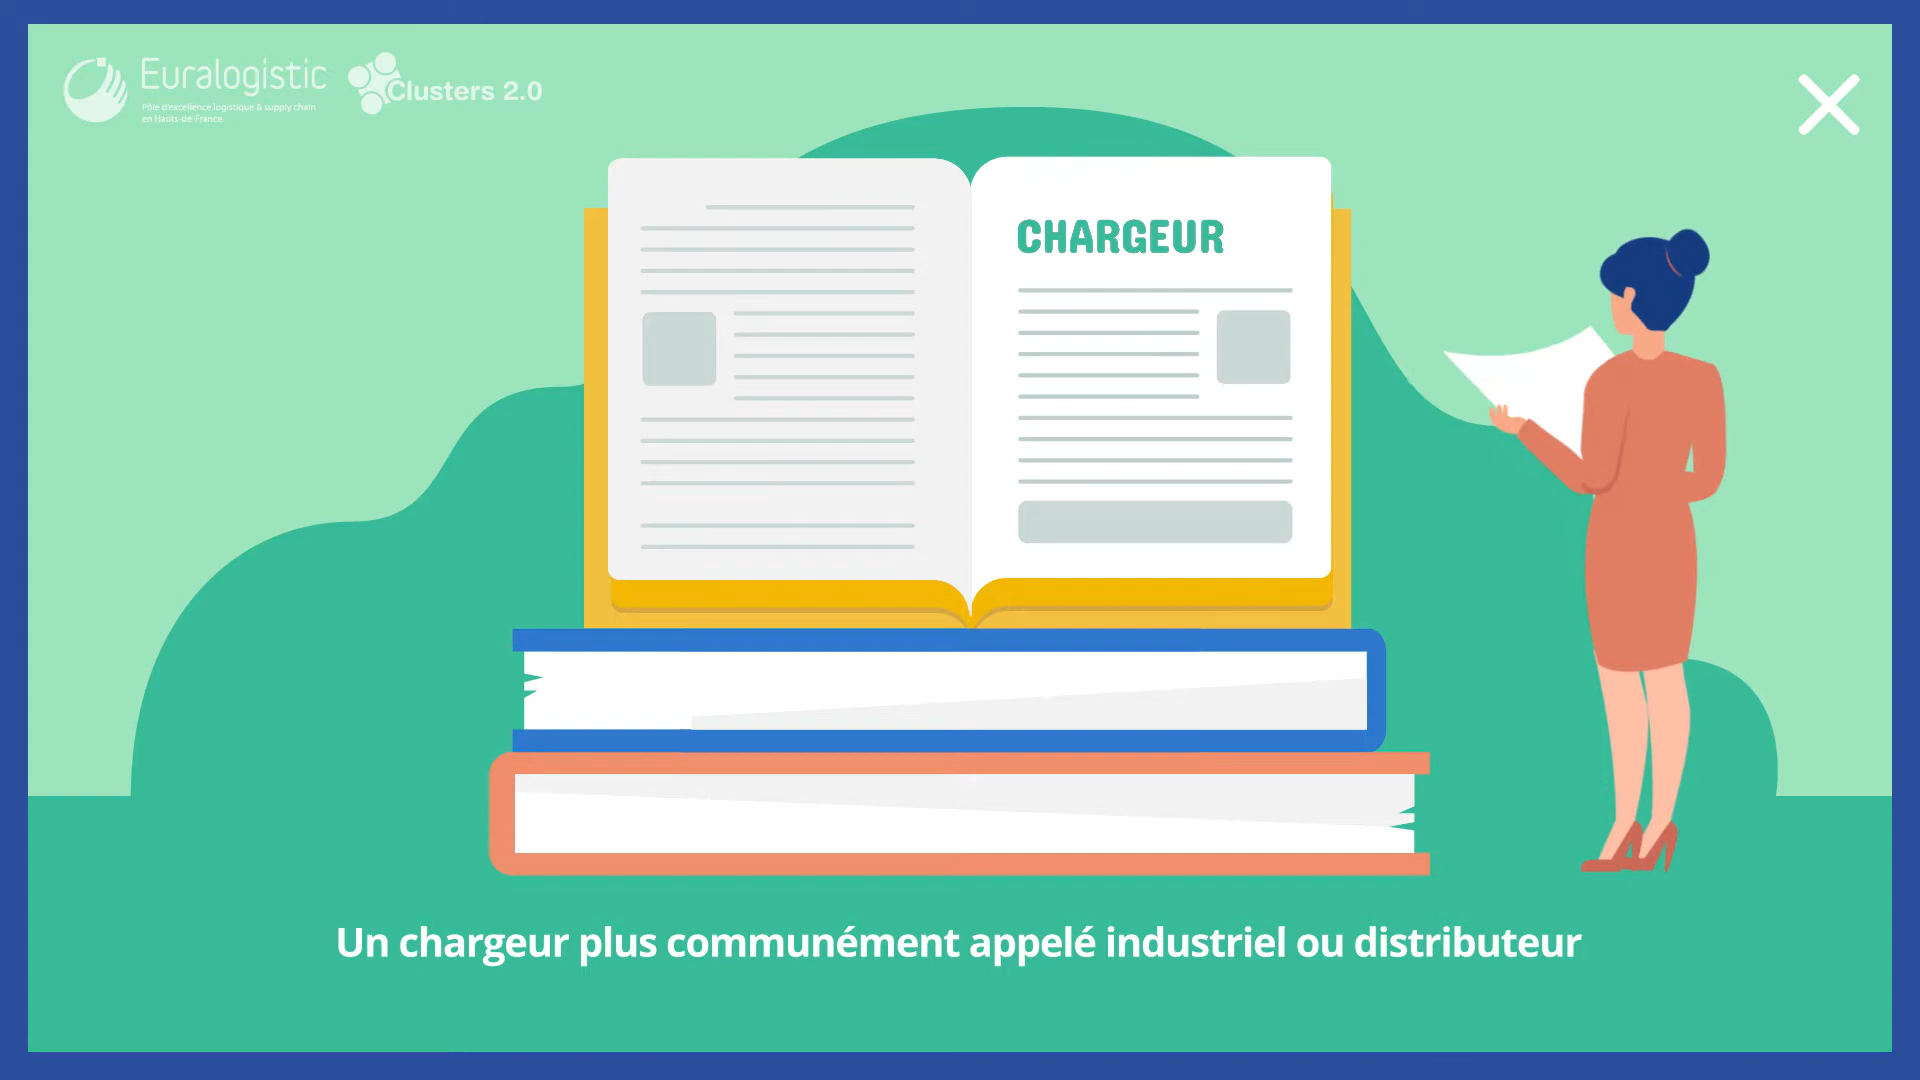 Euralogistic
Pôle d'excellence logistique & supply chain
en Hauts-de-France
Clusters 2.0
CHARGEUR
Un chargeur plus communément appelé industriel ou distributeur